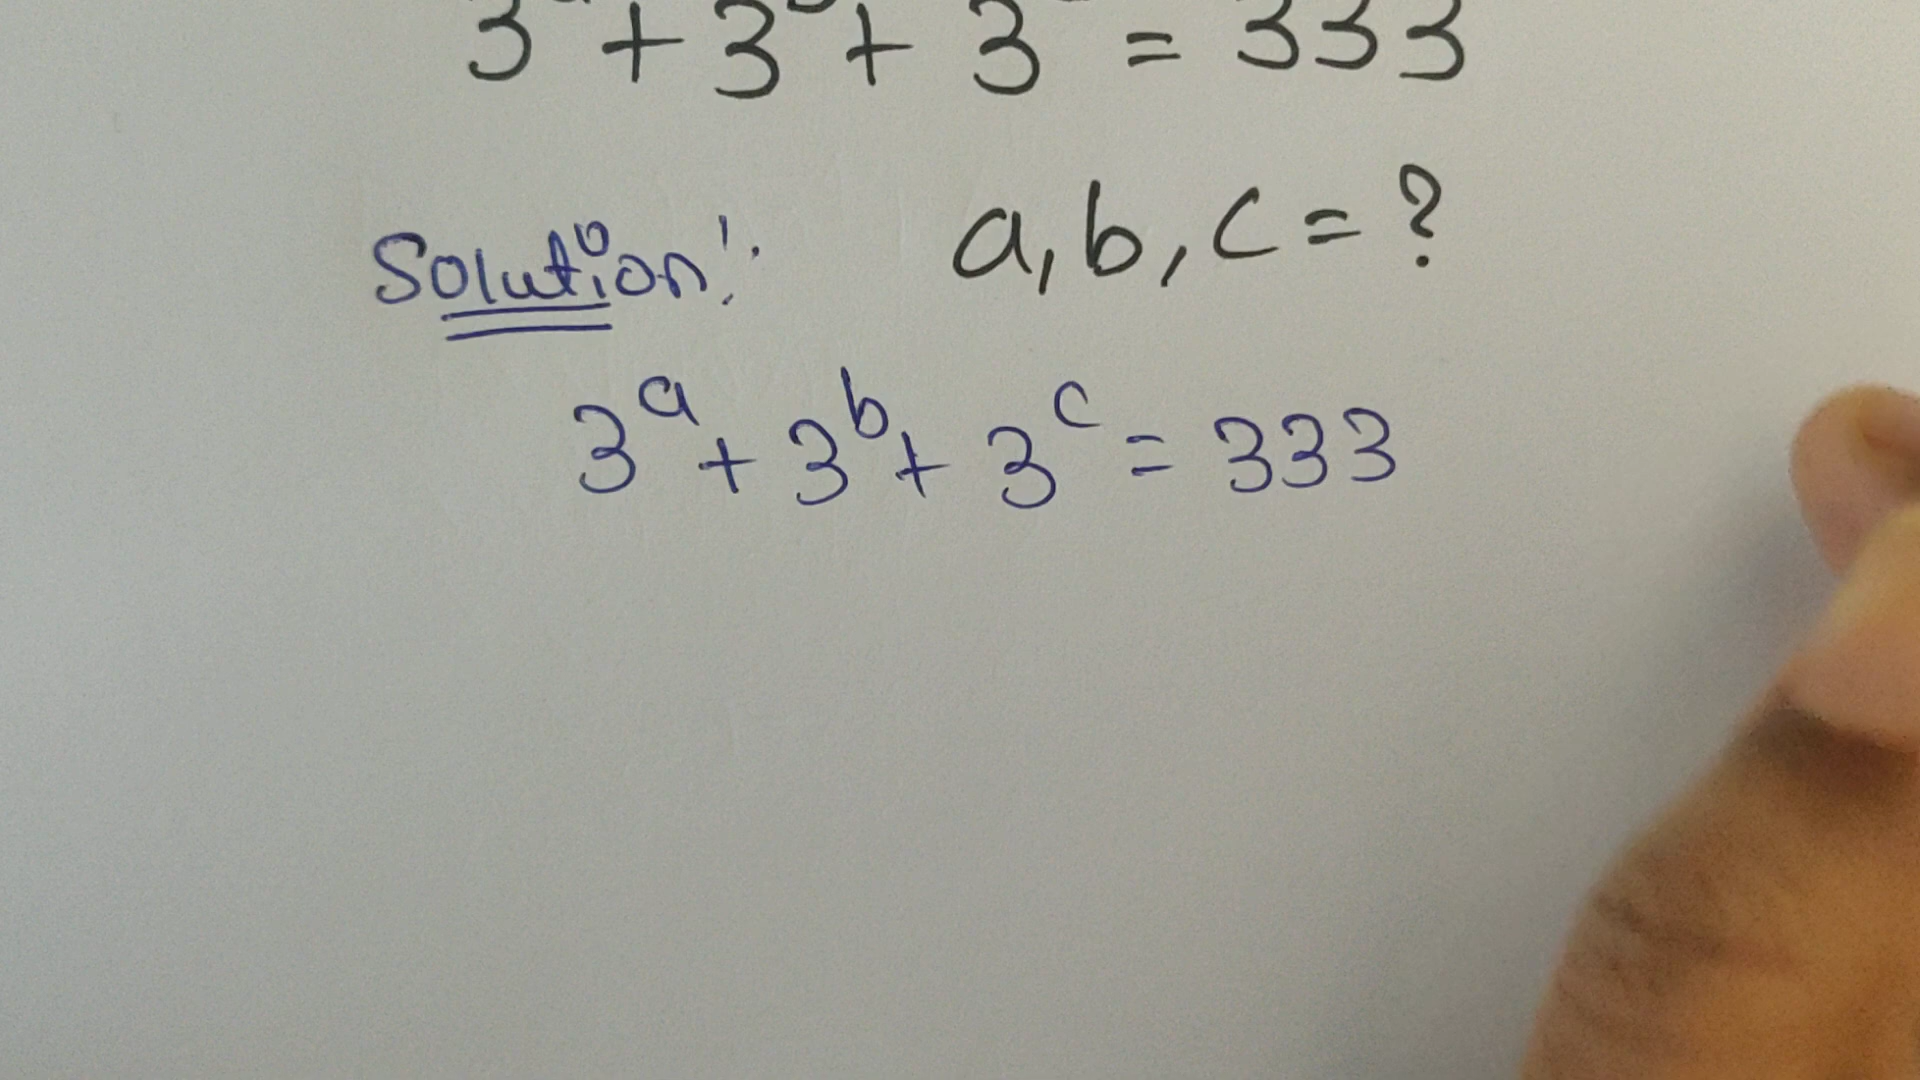 3 + 3 + 3 = 333
a, b, c = ?
Solution:
3^a + 3^b + 3^c = 333